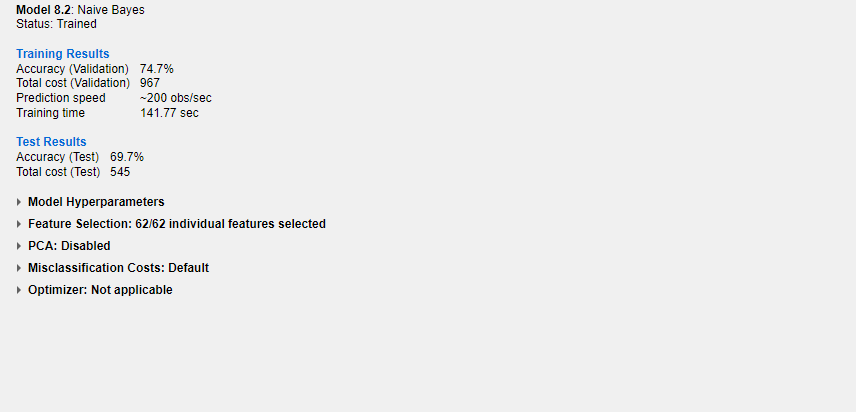 Model 8.2: Naive Bayes
Status: Trained
Training Results
Accuracy (Validation) 74.7%
Total cost (Validation) 967
Prediction speed ~200 obs/sec
Training time 141.77 sec
Test Results
Accuracy (Test) 69.7%
Total cost (Test) 545
Model Hyperparameters
Feature Selection: 62/62 individual features selected
PCA: Disabled
Misclassification Costs: Default
Optimizer: Not applicable